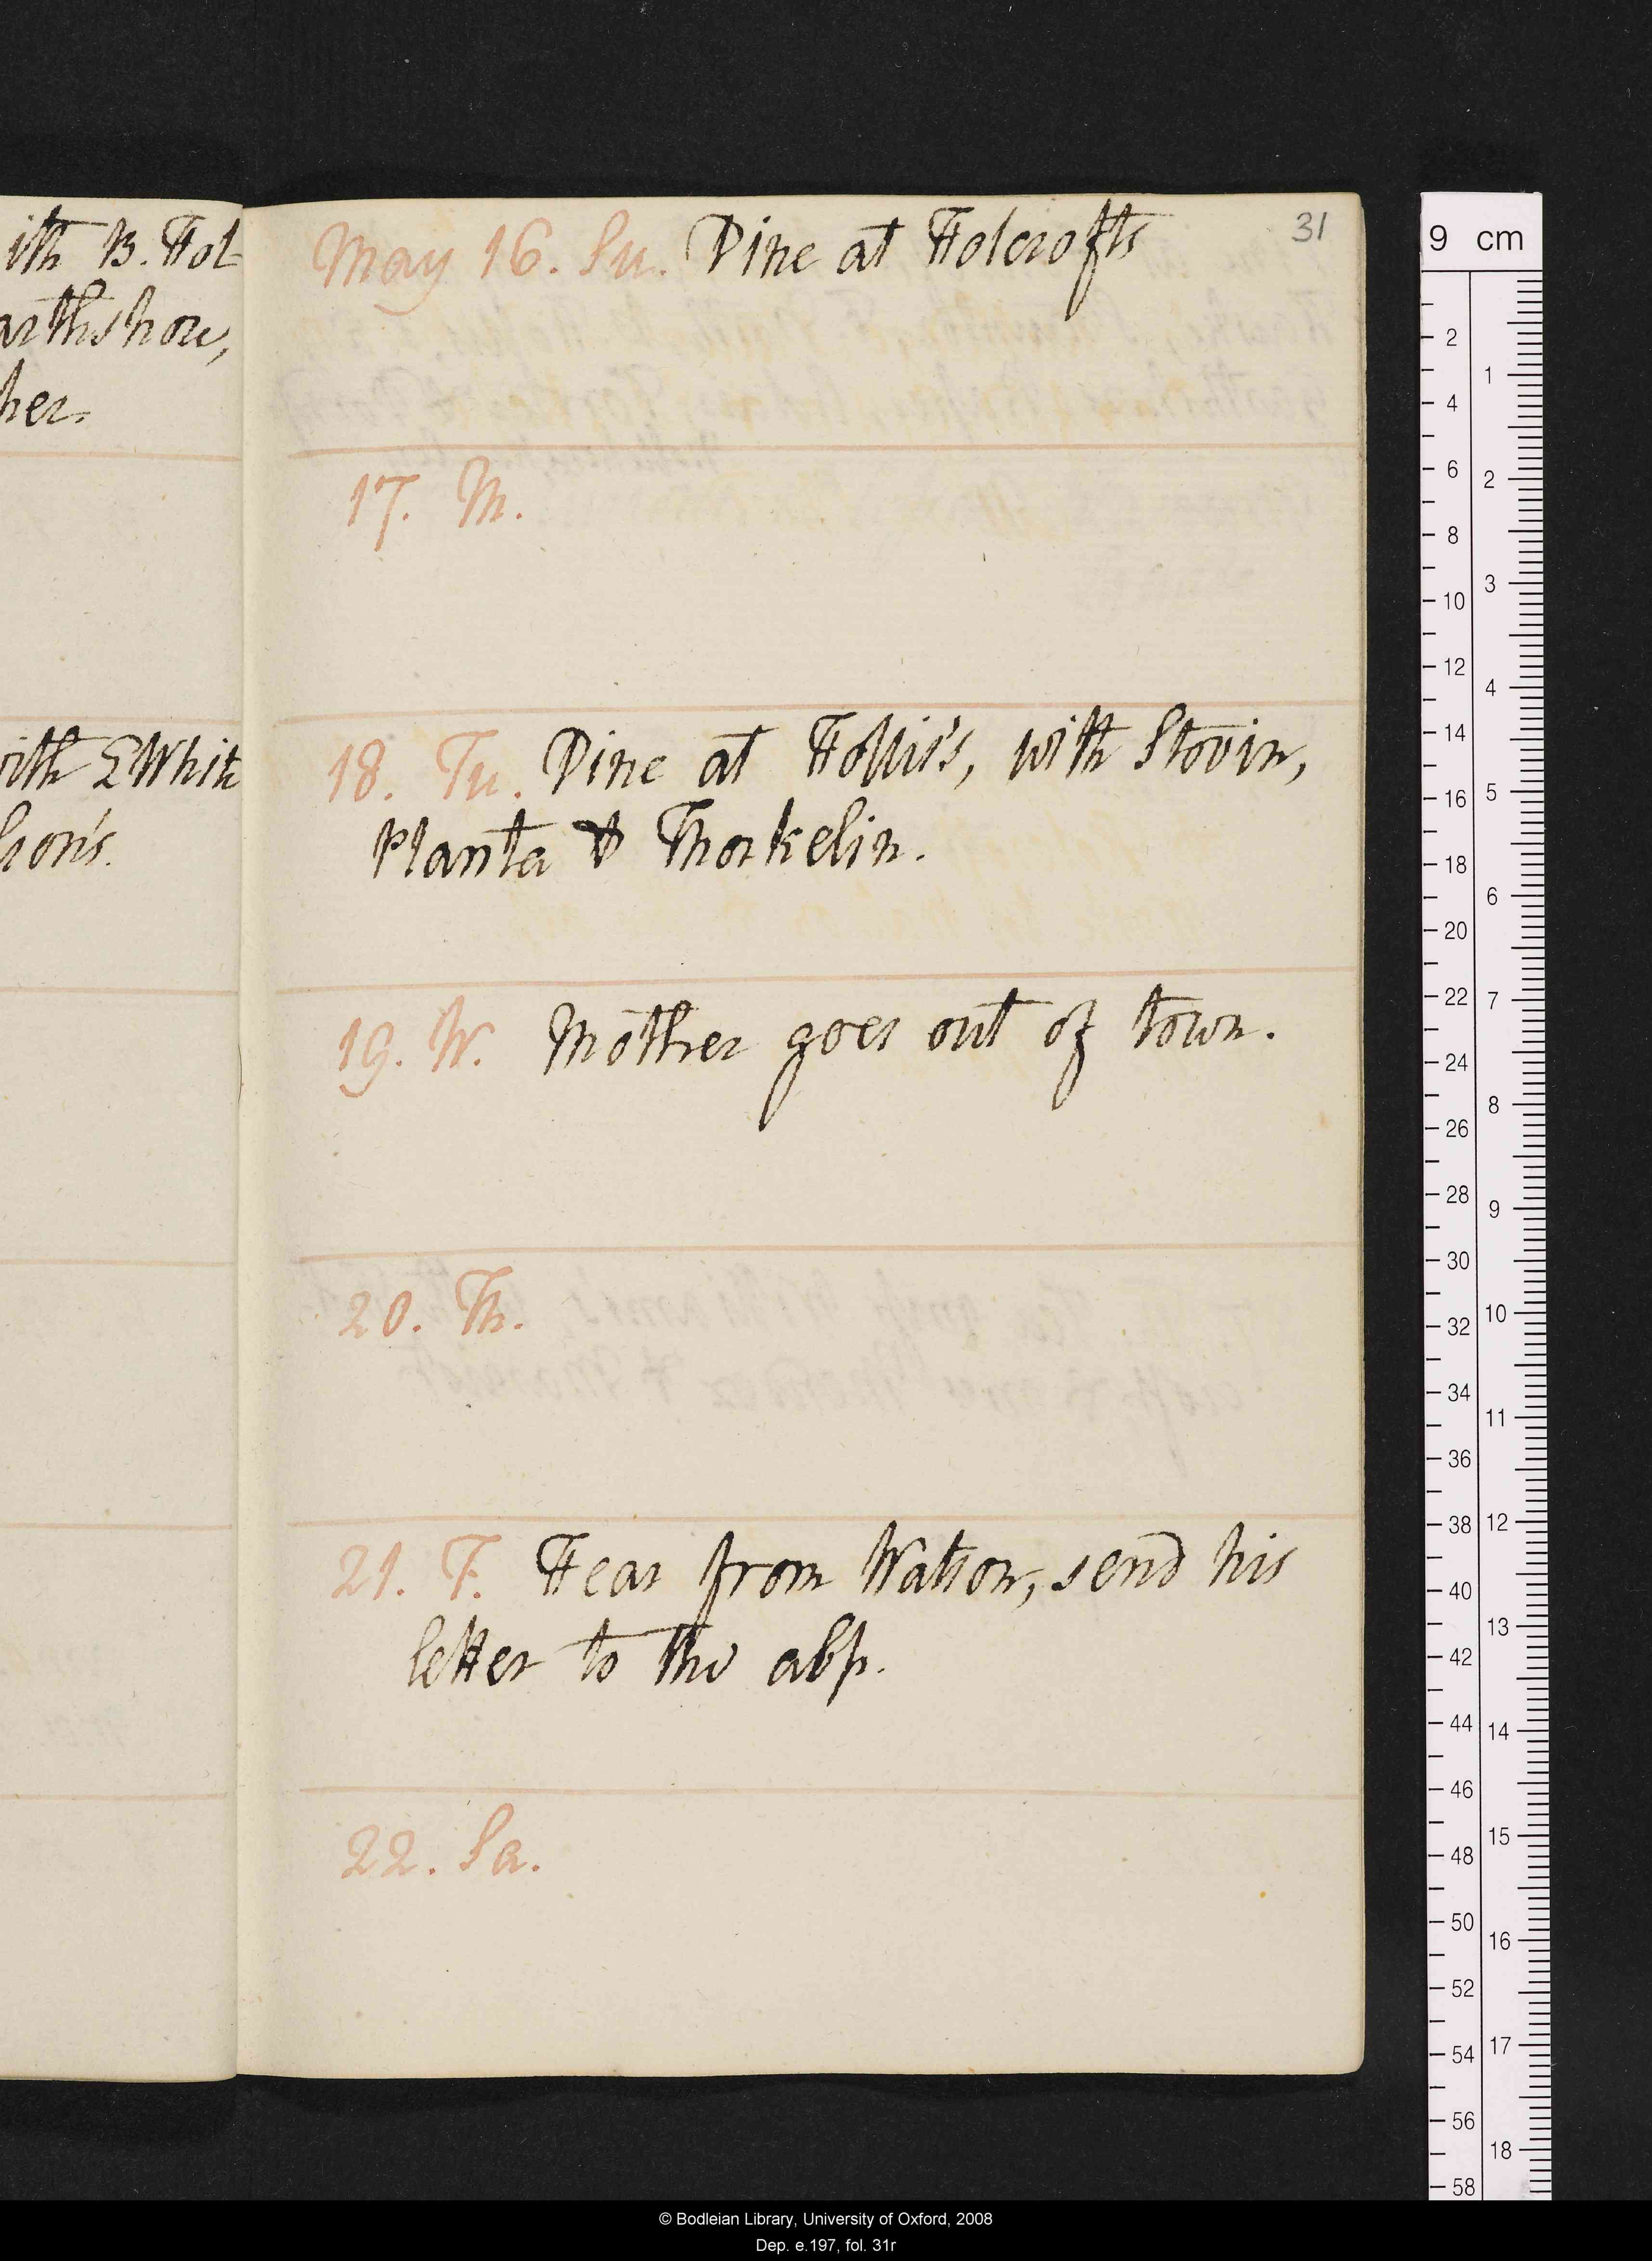 ith B. Hol-
arthshore,
her.
ith E White
son's.
31
May 16. Su. Dine at Holcrofts
17. M.
18. Tu. Dine at Hollis's, with Stovin,
Planta & Thorkelin.
19. W. Mother goes out of town.
20. Th.
21. F. Hear from Watson, send his
letter to the abp.
22. Sa.
9 cm
2
4
6
8
10
12
14
16
18
20
22
24
26
28
30
32
34
36
38
40
42
44
46
48
50
52
54
56
58
1
2
3
4
5
6
7
8
9
10
11
12
13
14
15
16
17
18
© Bodleian Library, University of Oxford, 2008
Dep. e.197, fol. 31r